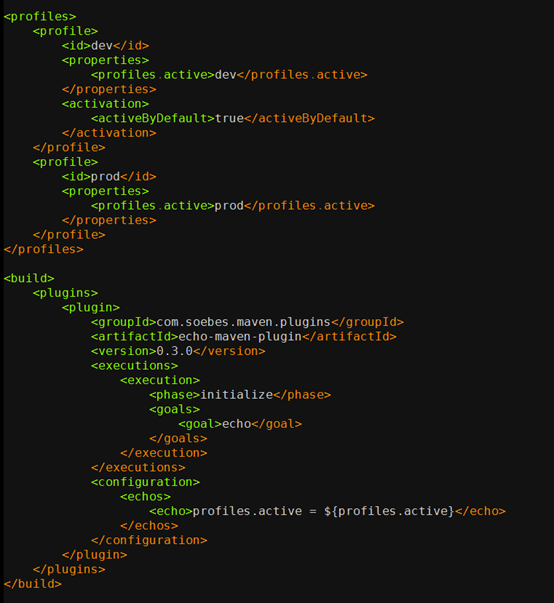 <profiles>
    <profile>
        <id>dev</id>
        <properties>
            <profiles.active>dev</profiles.active>
        </properties>
        <activation>
            <activeByDefault>true</activeByDefault>
        </activation>
    </profile>
    <profile>
        <id>prod</id>
        <properties>
            <profiles.active>prod</profiles.active>
        </properties>
    </profile>
</profiles>

<build>
    <plugins>
        <plugin>
            <groupId>com.soebes.maven.plugins</groupId>
            <artifactId>echo-maven-plugin</artifactId>
            <version>0.3.0</version>
            <executions>
                <execution>
                    <phase>initialize</phase>
                    <goals>
                        <goal>echo</goal>
                    </goals>
                </execution>
            </executions>
            <configuration>
                <echos>
                    <echo>profiles.active = ${profiles.active}</echo>
                </echos>
            </configuration>
        </plugin>
    </plugins>
</build>